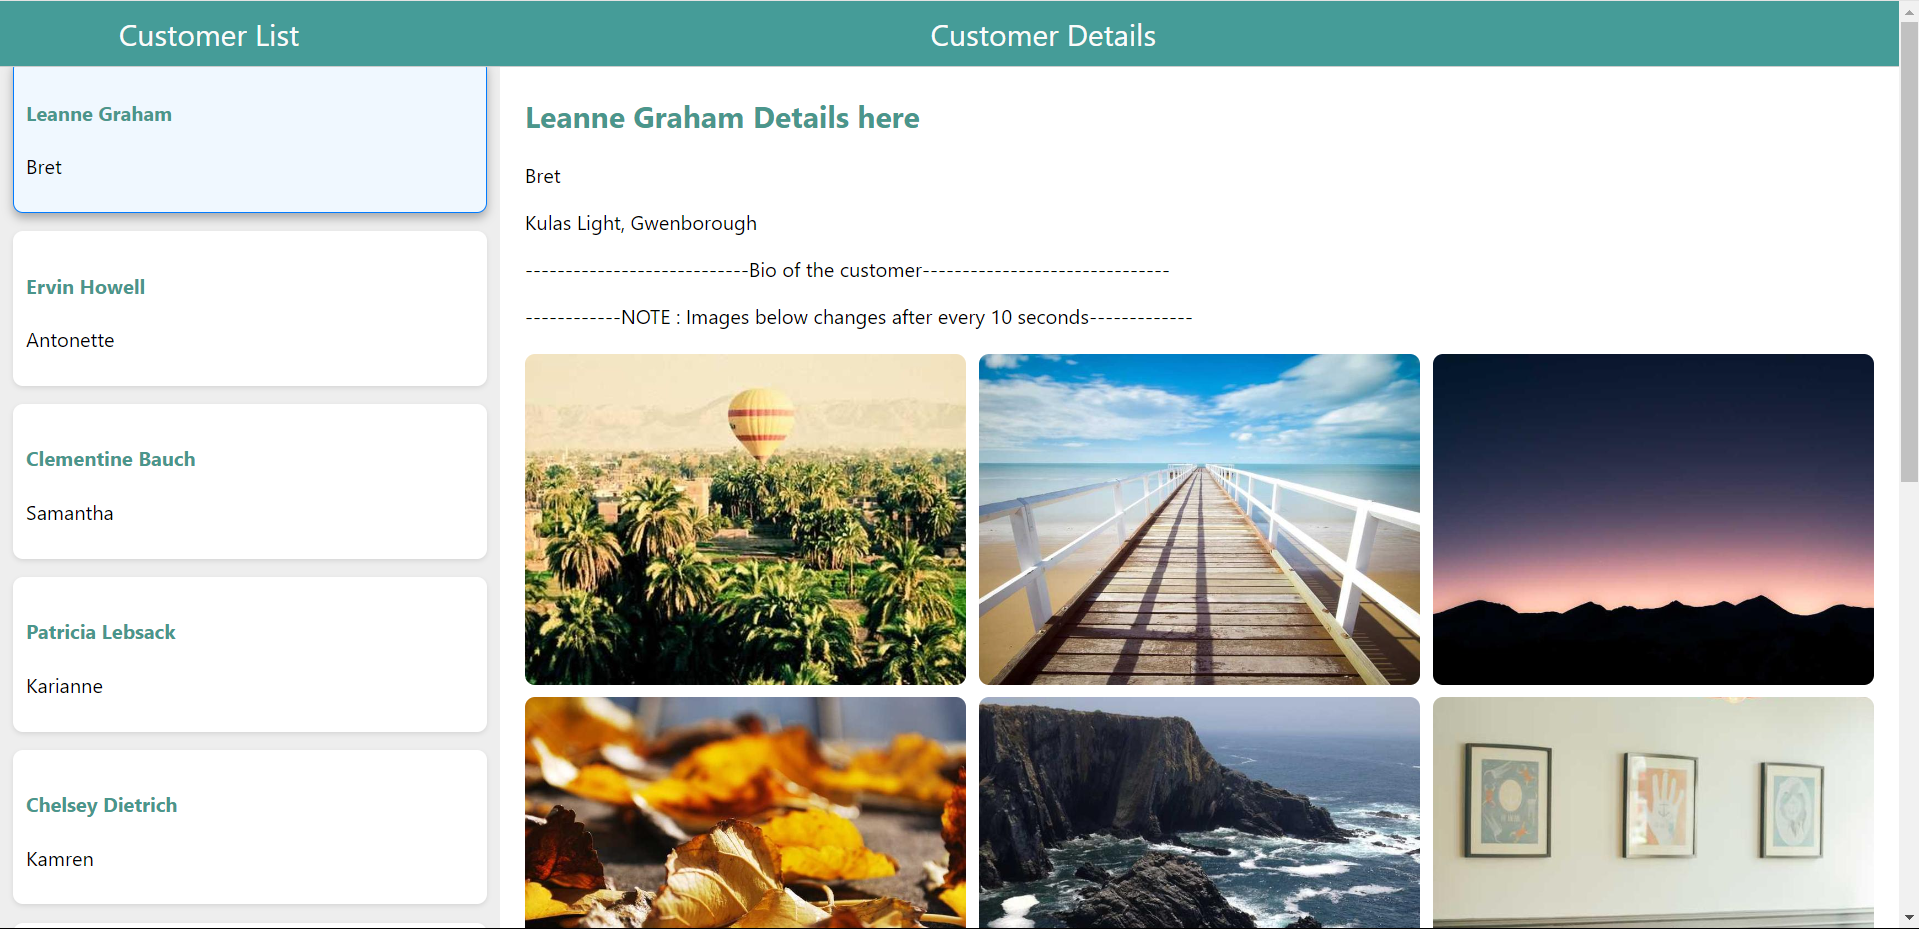 Customer List
Customer Details
Leanne Graham
Bret
Ervin Howell
Antonette
Clementine Bauch
Samantha
Patricia Lebsack
Karianne
Chelsey Dietrich
Kamren
Leanne Graham Details here
Bret
Kulas Light, Gwenborough
----------------------------Bio of the customer-------------------------------
------------NOTE : Images below changes after every 10 seconds-------------